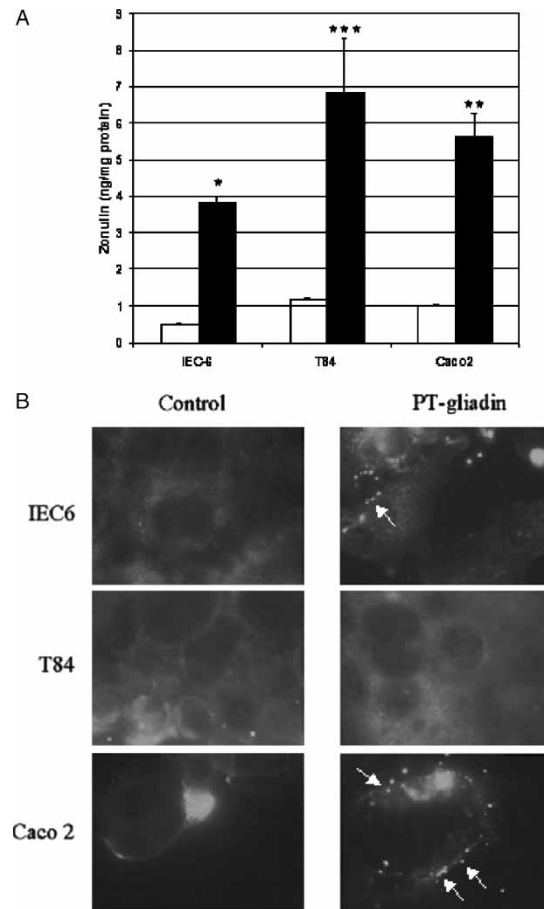 A
Zonulin (ng/mg protein)
9
8
7
6
5
4
3
2
1
0
*
***
**
IEC-6 T84 Caco2
B
Control PT-gliadin
IEC6
T84
Caco 2